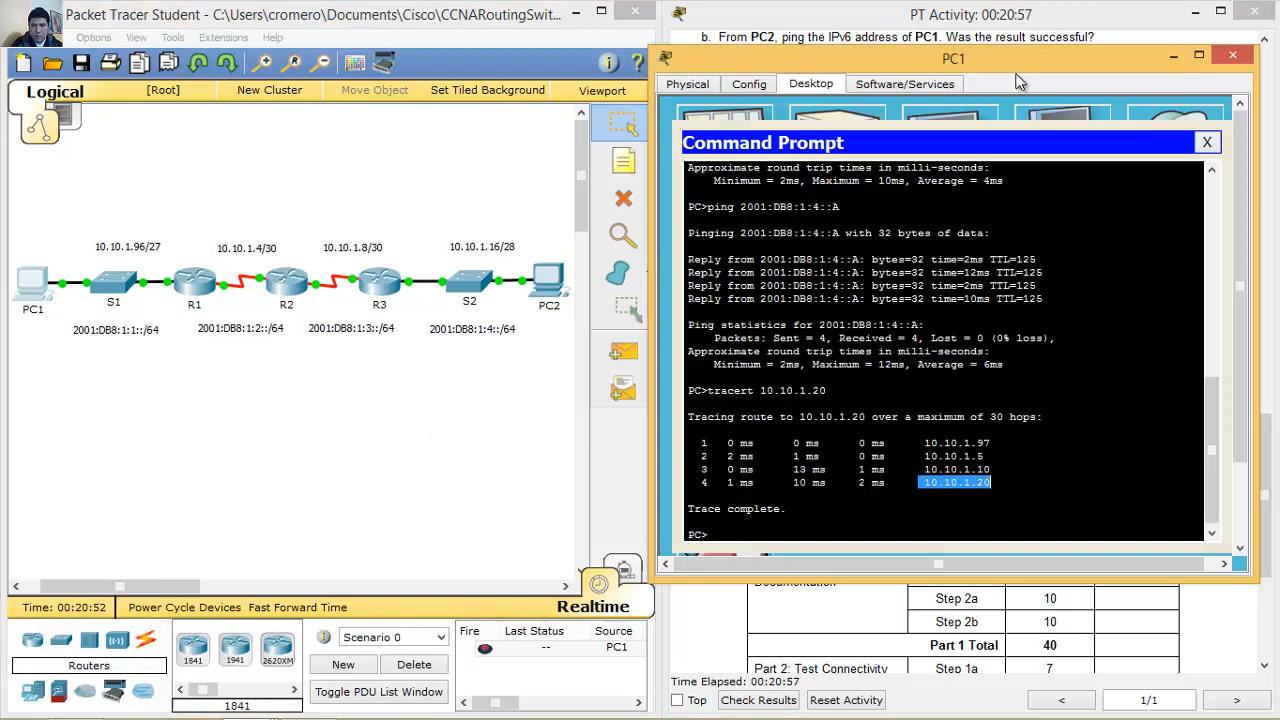 Packet Tracer Student - C:\Users\cromero\Documents\Cisco\CCNARoutingSwit...
Options View Tools Extensions Help
Logical [Root] New Cluster Move Object Set Tiled Background Viewport
10.10.1.96/27 10.10.1.4/30 10.10.1.8/30 10.10.1.16/28
PC1 S1 R1 R2 R3 S2 PC2
2001:DB8:1:1::/64 2001:DB8:1:2::/64 2001:DB8:1:3::/64 2001:DB8:1:4::/64
Time: 00:20:52 Power Cycle Devices Fast Forward Time Realtime
Routers
1841 1941 2620XM
1841
Scenario 0
New Delete
Toggle PDU List Window
Fire Last Status Source
-- PC1
PT Activity: 00:20:57
b. From PC2, ping the IPv6 address of PC1. Was the result successful?
PC1
Physical Config Desktop Software/Services
Command Prompt X
Approximate round trip times in milli-seconds:
Minimum = 2ms, Maximum = 10ms, Average = 4ms
PC>ping 2001:DB8:1:4::A
Pinging 2001:DB8:1:4::A with 32 bytes of data:
Reply from 2001:DB8:1:4::A: bytes=32 time=2ms TTL=125
Reply from 2001:DB8:1:4::A: bytes=32 time=12ms TTL=125
Reply from 2001:DB8:1:4::A: bytes=32 time=2ms TTL=125
Reply from 2001:DB8:1:4::A: bytes=32 time=10ms TTL=125
Ping statistics for 2001:DB8:1:4::A:
Packets: Sent = 4, Received = 4, Lost = 0 (0% loss),
Approximate round trip times in milli-seconds:
Minimum = 2ms, Maximum = 12ms, Average = 6ms
PC>tracert 10.10.1.20
Tracing route to 10.10.1.20 over a maximum of 30 hops:
1 0 ms 0 ms 0 ms 10.10.1.97
2 2 ms 1 ms 0 ms 10.10.1.5
3 0 ms 13 ms 1 ms 10.10.1.10
4 1 ms 10 ms 2 ms 10.10.1.20
Trace complete.
PC>
Documentation
Step 2a 10
Step 2b 10
Part 1 Total 40
Part 2: Test Connectivity Step 1a 7
Time Elapsed: 00:20:57
Top Check Results Reset Activity < 1/1 >